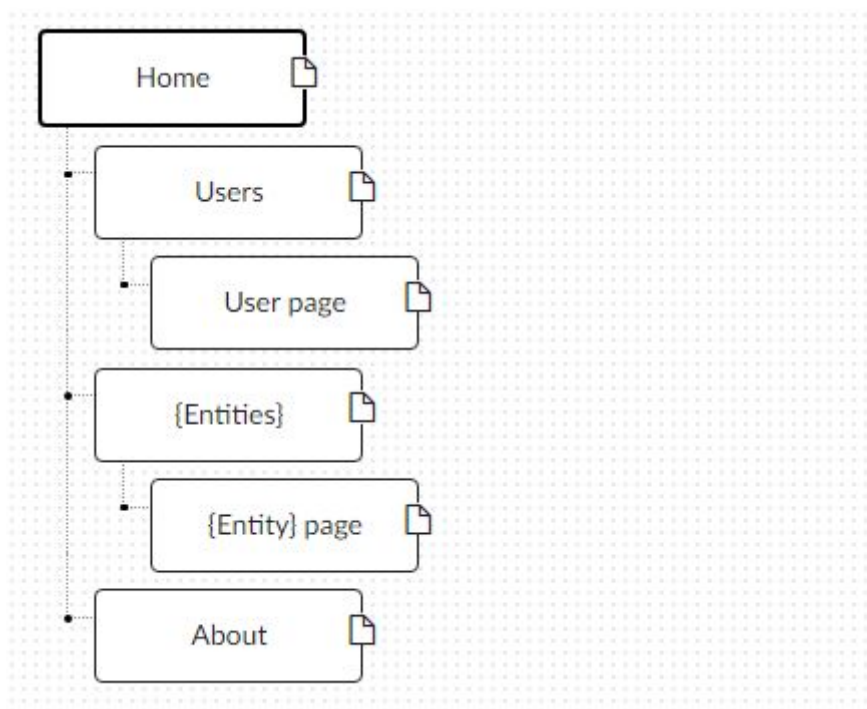 Home
Users
User page
{Entities}
{Entity} page
About